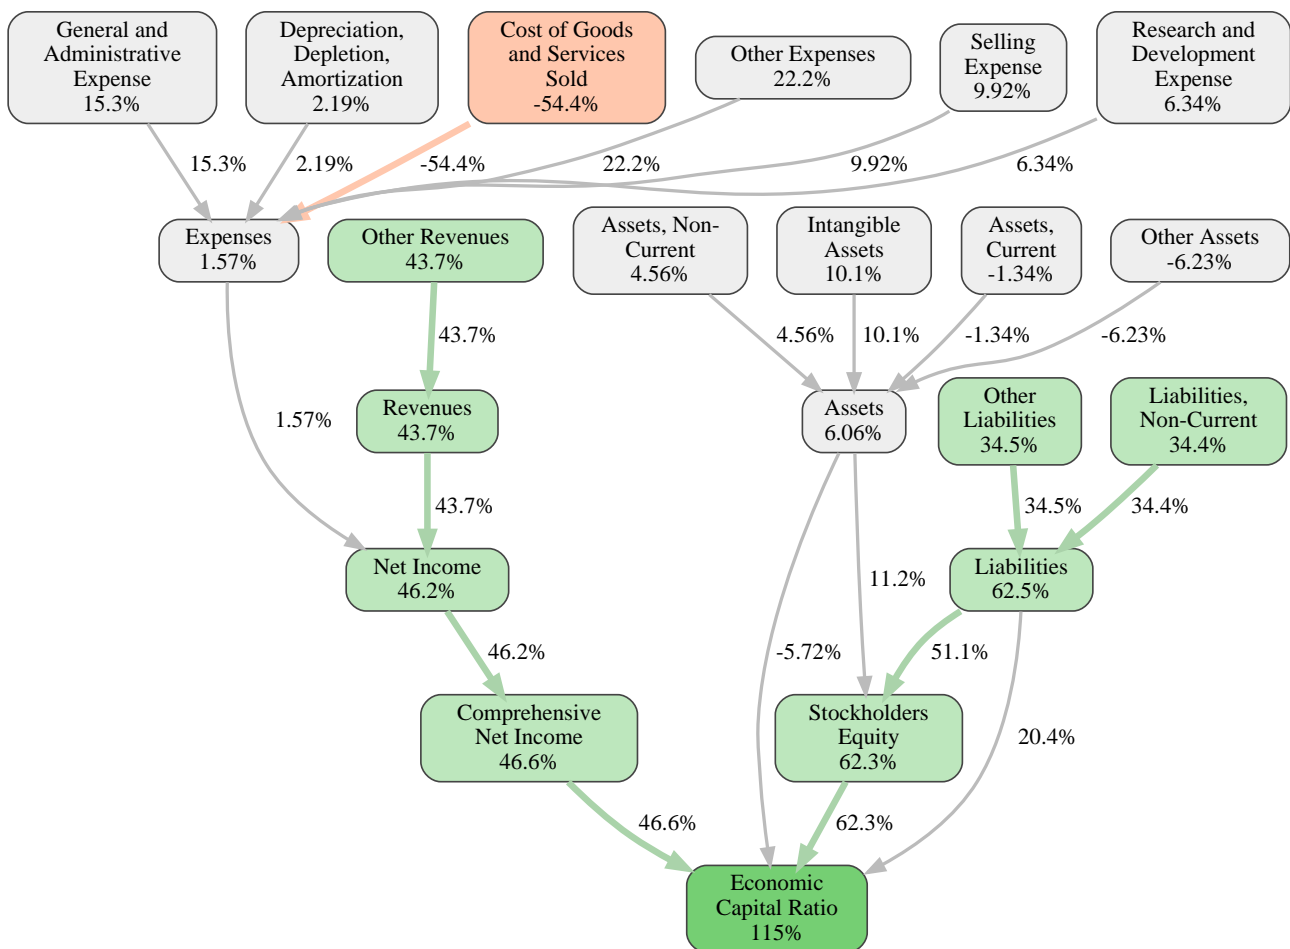 General and
Administrative
Expense
15.3%
Depreciation,
Depletion,
Amortization
2.19%
Cost of Goods
and Services
Sold
-54.4%
Other Expenses
22.2%
Selling
Expense
9.92%
Research and
Development
Expense
6.34%
15.3%
2.19%
-54.4%
22.2%
9.92%
6.34%
Expenses
1.57%
Other Revenues
43.7%
Assets, Non-
Current
4.56%
Intangible
Assets
10.1%
Assets,
Current
-1.34%
Other Assets
-6.23%
43.7%
4.56%
10.1%
-1.34%
-6.23%
1.57%
Revenues
43.7%
Assets
6.06%
Other
Liabilities
34.5%
Liabilities,
Non-Current
34.4%
43.7%
34.5%
34.4%
Net Income
46.2%
11.2%
Liabilities
62.5%
46.2%
-5.72%
51.1%
Comprehensive
Net Income
46.6%
Stockholders
Equity
62.3%
20.4%
46.6%
62.3%
Economic
Capital Ratio
115%